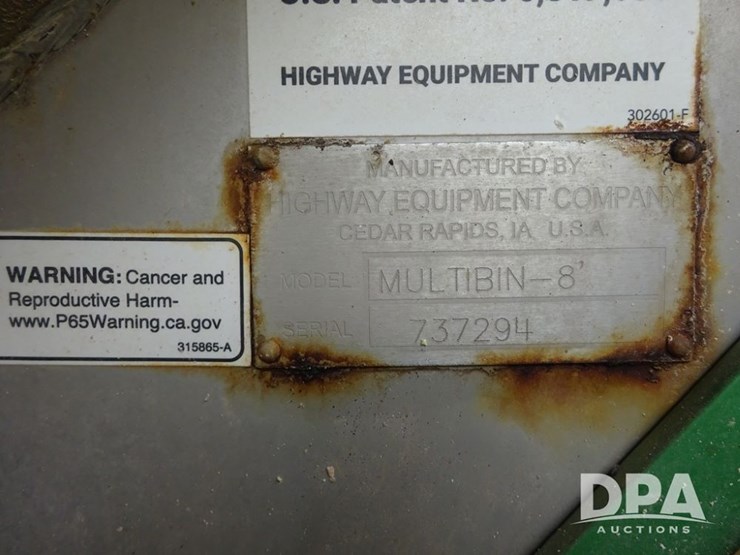 HIGHWAY EQUIPMENT COMPANY
302601-F
MANUFACTURED BY
HIGHWAY EQUIPMENT COMPANY
CEDAR RAPIDS, IA U.S.A.
MODEL MULTIBIN-8'
SERIAL 737294
WARNING: Cancer and
Reproductive Harm-
www.P65Warning.ca.gov
315865-A
DPA
AUCTIONS